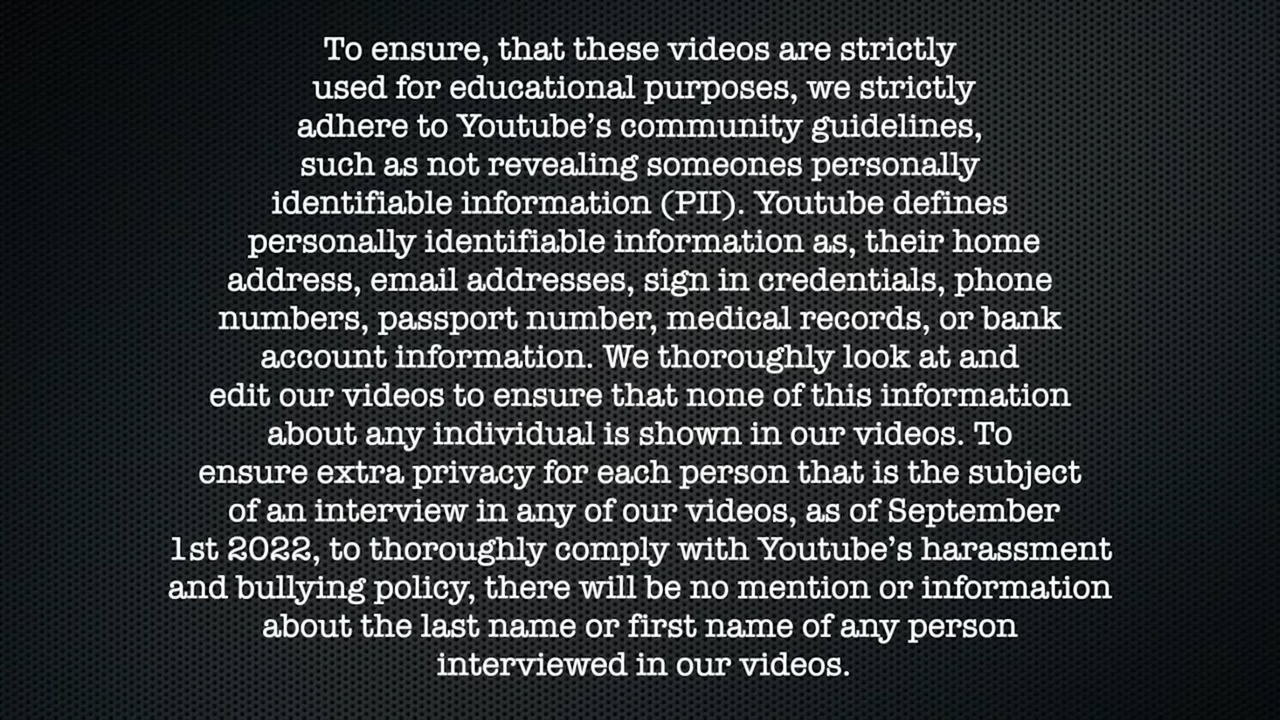 To ensure, that these videos are strictly
used for educational purposes, we strictly
adhere to Youtube's community guidelines,
such as not revealing someones personally
identifiable information (PII). Youtube defines
personally identifiable information as, their home
address, email addresses, sign in credentials, phone
numbers, passport number, medical records, or bank
account information. We thoroughly look at and
edit our videos to ensure that none of this information
about any individual is shown in our videos. To
ensure extra privacy for each person that is the subject
of an interview in any of our videos, as of September
1st 2022, to thoroughly comply with Youtube's harassment
and bullying policy, there will be no mention or information
about the last name or first name of any person
interviewed in our videos.